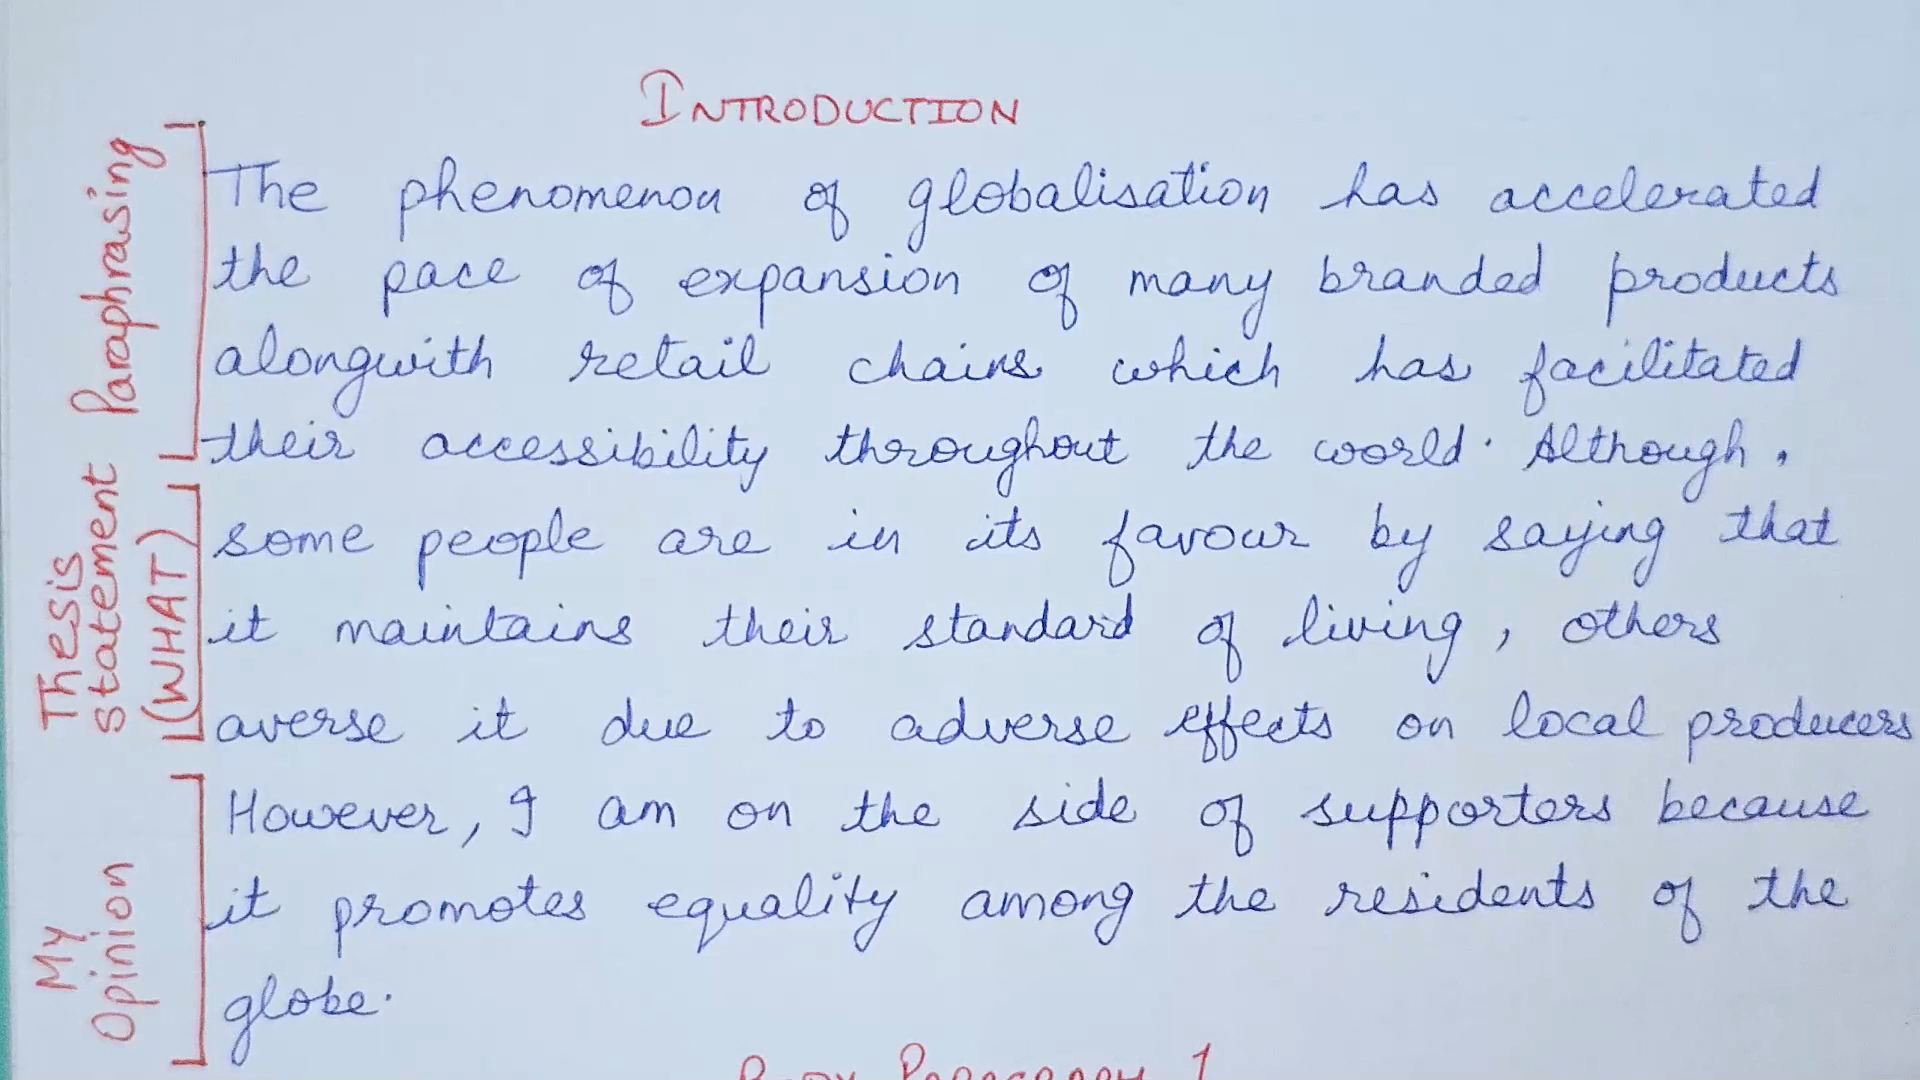 INTRODUCTION
The phenomenon of globalisation has accelerated
the pace of expansion of many branded products
alongwith retail chains which has facilitated
their accessibility throughout the world. Although,
some people are in its favour by saying that
it maintains their standard of living, others
averse it due to adverse effects on local producers
However, I am on the side of supporters because
it promotes equality among the residents of the
globe.
Paraphrasing
Thesis
statement
(WHAT)
My
Opinion
Body Paragraph 1